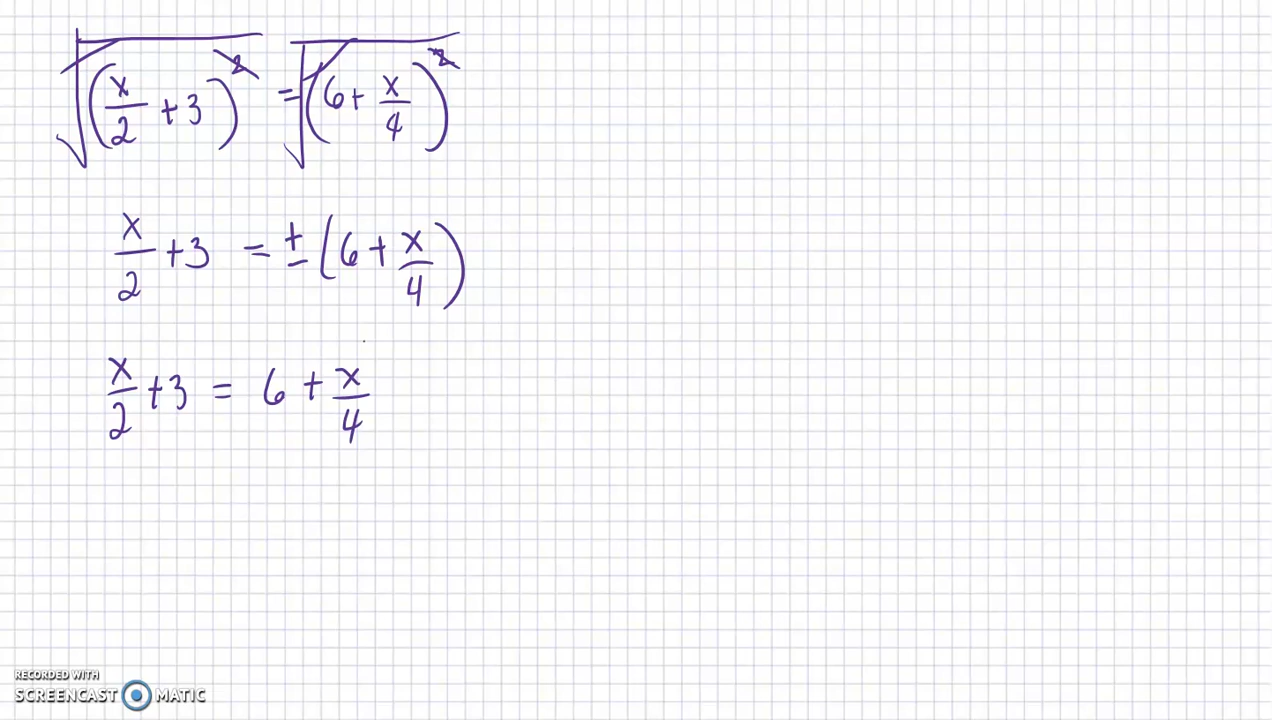 √(x/2 + 3)² = √(6 + x/4)²
x/2 + 3 = ± (6 + x/4)
x/2 + 3 = 6 + x/4
RECORDED WITH
SCREENCAST MATIC